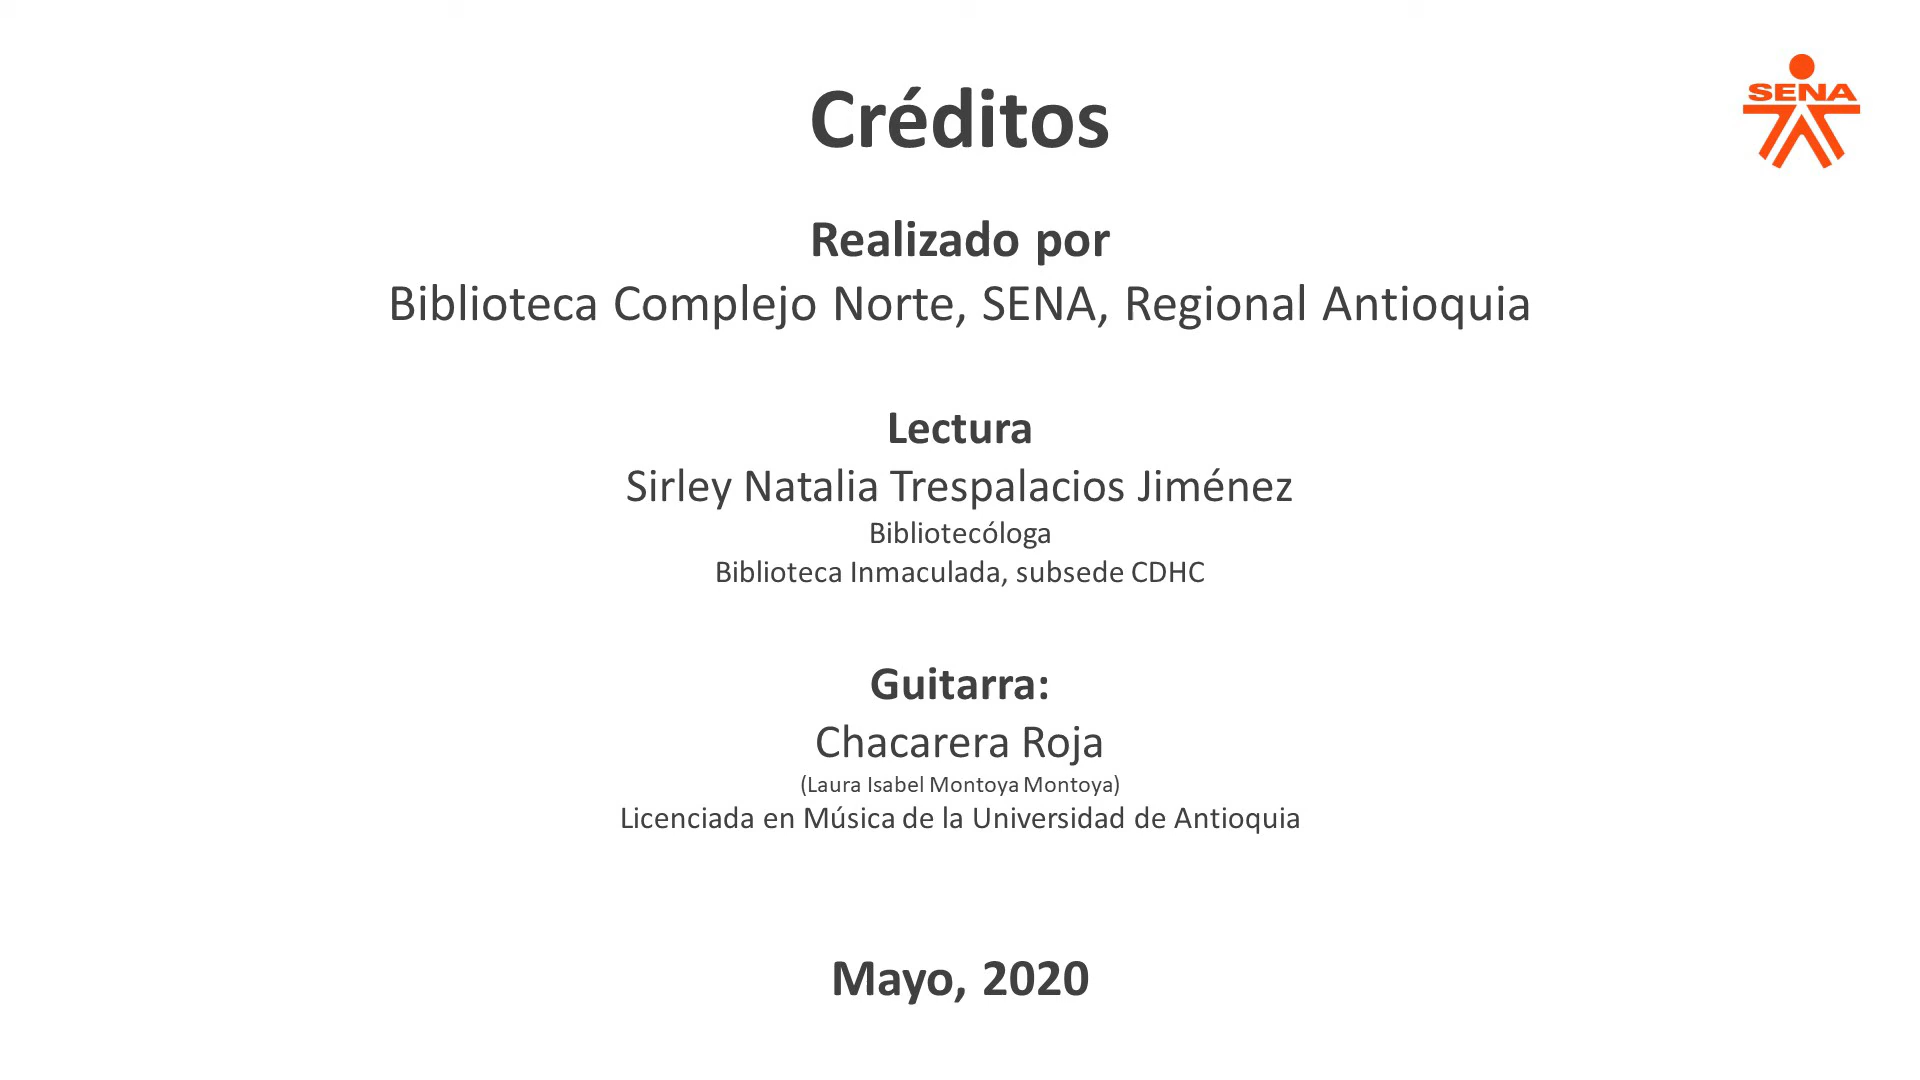 Créditos
SENA
Realizado por
Biblioteca Complejo Norte, SENA, Regional Antioquia
Lectura
Sirley Natalia Trespalacios Jiménez
Bibliotecóloga
Biblioteca Inmaculada, subsede CDHC
Guitarra:
Chacarera Roja
(Laura Isabel Montoya Montoya)
Licenciada en Música de la Universidad de Antioquia
Mayo, 2020